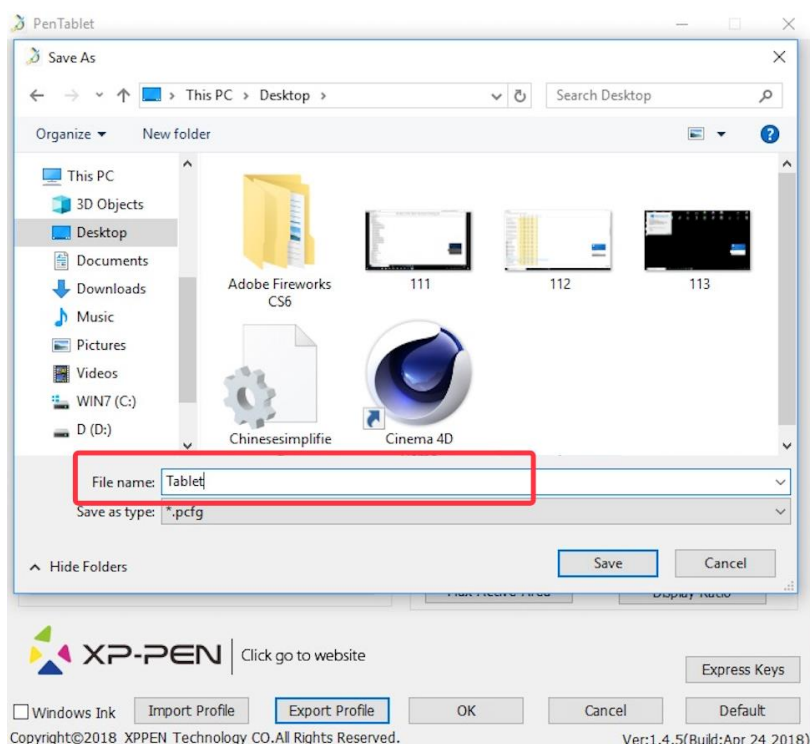 PenTablet
Save As
This PC > Desktop >
Search Desktop
Organize
New folder
This PC
3D Objects
Desktop
Documents
Downloads
Music
Pictures
Videos
WIN7 (C:)
D (D:)
Adobe Fireworks
CS6
111
112
113
Chinesesimplifie
Cinema 4D
File name: Tablet
Save as type: *.pcfg
Hide Folders
Save
Cancel
XP-PEN
Click go to website
Express Keys
Windows Ink
Import Profile
Export Profile
OK
Cancel
Default
Copyright©2018 XPPEN Technology CO.All Rights Reserved.
Ver:1.4.5(Build:Apr 24 2018)